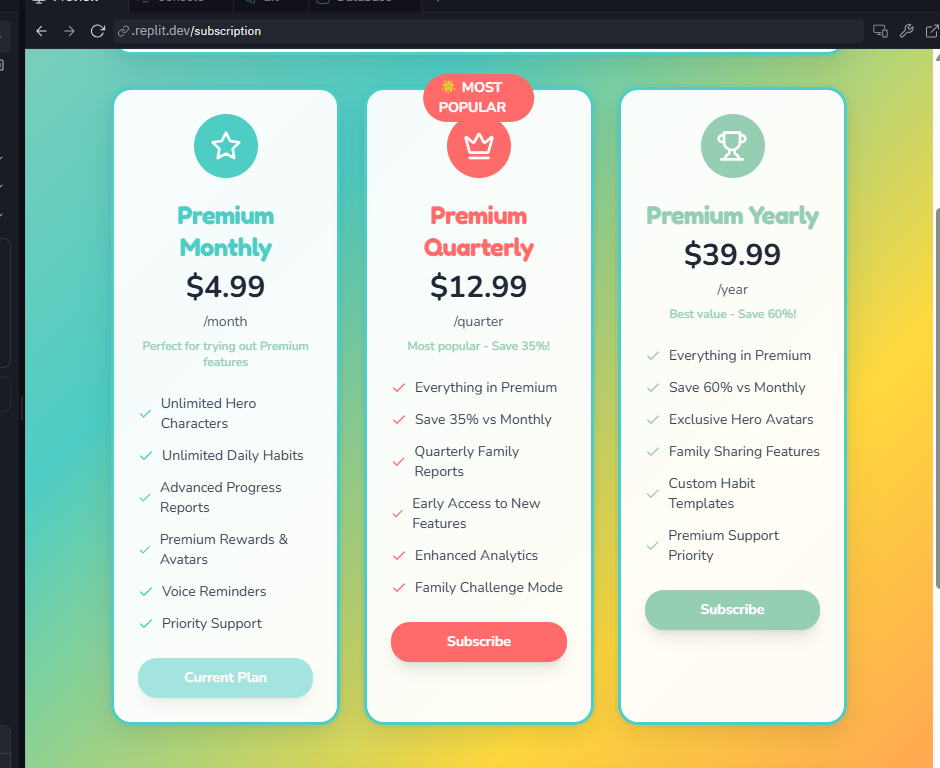 .replit.dev/subscription
🌟 MOST
POPULAR
Premium
Monthly
$4.99
/month
Perfect for trying out Premium
features
Unlimited Hero
Characters
Unlimited Daily Habits
Advanced Progress
Reports
Premium Rewards &
Avatars
Voice Reminders
Priority Support
Current Plan
Premium
Quarterly
$12.99
/quarter
Most popular - Save 35%!
Everything in Premium
Save 35% vs Monthly
Quarterly Family
Reports
Early Access to New
Features
Enhanced Analytics
Family Challenge Mode
Subscribe
Premium Yearly
$39.99
/year
Best value - Save 60%!
Everything in Premium
Save 60% vs Monthly
Exclusive Hero Avatars
Family Sharing Features
Custom Habit
Templates
Premium Support
Priority
Subscribe